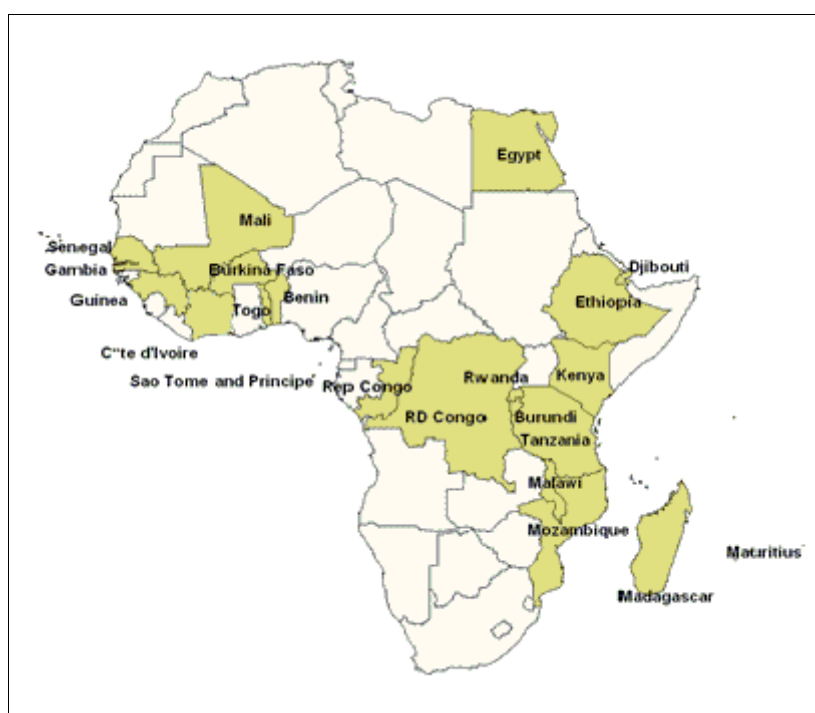 Egypt
Mali
Senegal
Gambia
Burkina Faso
Djibouti
Guinea
Togo
Benin
Ethiopia
C"te d'Ivoire
Sao Tome and Principe
Rep Congo
Rwanda
Kenya
RD Congo
Burundi
Tanzania
Malawi
Mozambique
Mauritius
Madagascar